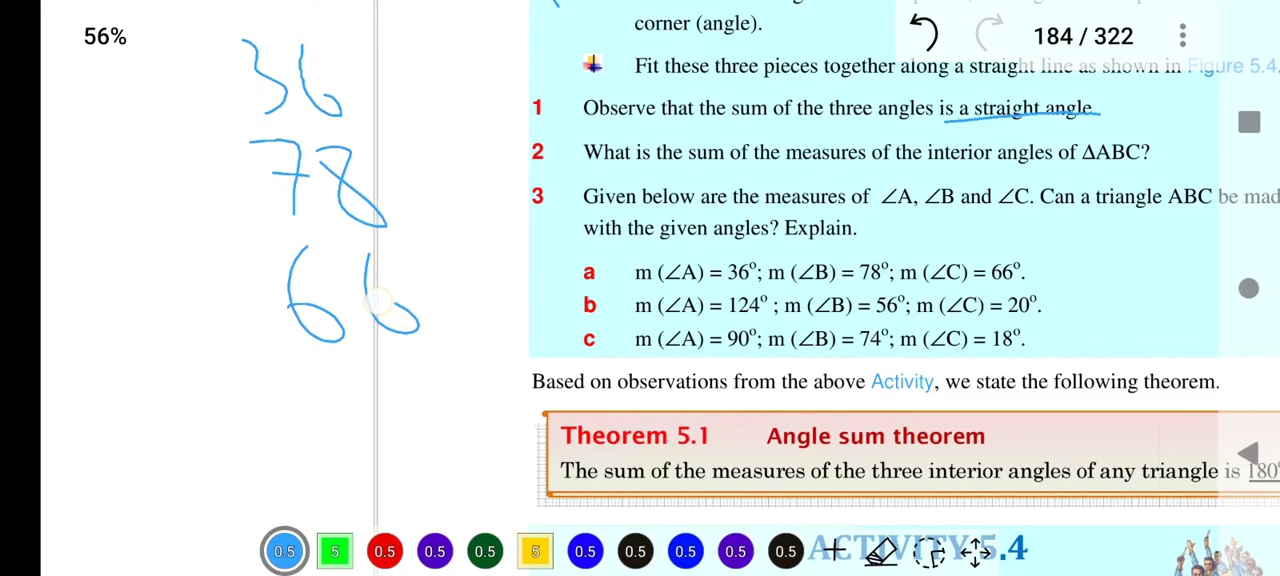 56%
184 / 322
36
78
66
corner (angle).
Fit these three pieces together along a straight line as shown in Figure 5.4.
1 Observe that the sum of the three angles is a straight angle.
2 What is the sum of the measures of the interior angles of ΔABC?
3 Given below are the measures of ∠A, ∠B and ∠C. Can a triangle ABC be mad
with the given angles? Explain.
a m (∠A) = 36°; m (∠B) = 78°; m (∠C) = 66°.
b m (∠A) = 124° ; m (∠B) = 56°; m (∠C) = 20°.
c m (∠A) = 90°; m (∠B) = 74°; m (∠C) = 18°.
Based on observations from the above Activity, we state the following theorem.
Theorem 5.1 Angle sum theorem
The sum of the measures of the three interior angles of any triangle is 180°
0.5 5 0.5 0.5 0.5 5 0.5 0.5 0.5 0.5 0.5
ACTIVITY 5.4